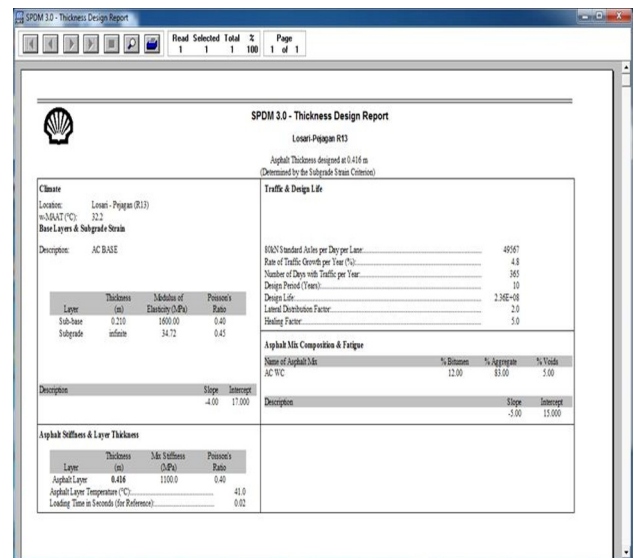 SPDM 3.0 - Thickness Design Report
Read Selected Total % Page
1 1 1 100 1 of 1
SPDM 3.0 - Thickness Design Report
Losari-Pejagan R13
Asphalt Thickness designed at 0.416 m
(Determined by the Subgrade Strain Criterion)
Climate
Location: Losari - Pejagan (R13)
w-MAAT (°C): 32.2
Base Layers & Subgrade Strain
Description: AC BASE
Thickness Modulus of Poisson's
Layer (m) Elasticity (MPa) Ratio
Sub-base 0.210 1600.00 0.40
Subgrade infinite 34.72 0.45
Description Slope Intercept
-4.00 17.000
Asphalt Stiffness & Layer Thickness
Thickness Mix Stiffness Poisson's
Layer (m) (MPa) Ratio
Asphalt Layer 0.416 1100.0 0.40
Asphalt Layer Temperature (°C): 41.0
Loading Time in Seconds (for Reference): 0.02
Traffic & Design Life
80kN Standard Axles per Day per Lane: 49567
Rate of Traffic Growth per Year (%): 4.8
Number of Days with Traffic per Year: 365
Design Period (Years): 10
Design Life: 2.36E+08
Lateral Distribution Factor: 2.0
Healing Factor: 5.0
Asphalt Mix Composition & Fatigue
Name of Asphalt Mix % Bitumen % Aggregate % Voids
AC WC 12.00 83.00 5.00
Description Slope Intercept
-5.00 15.000